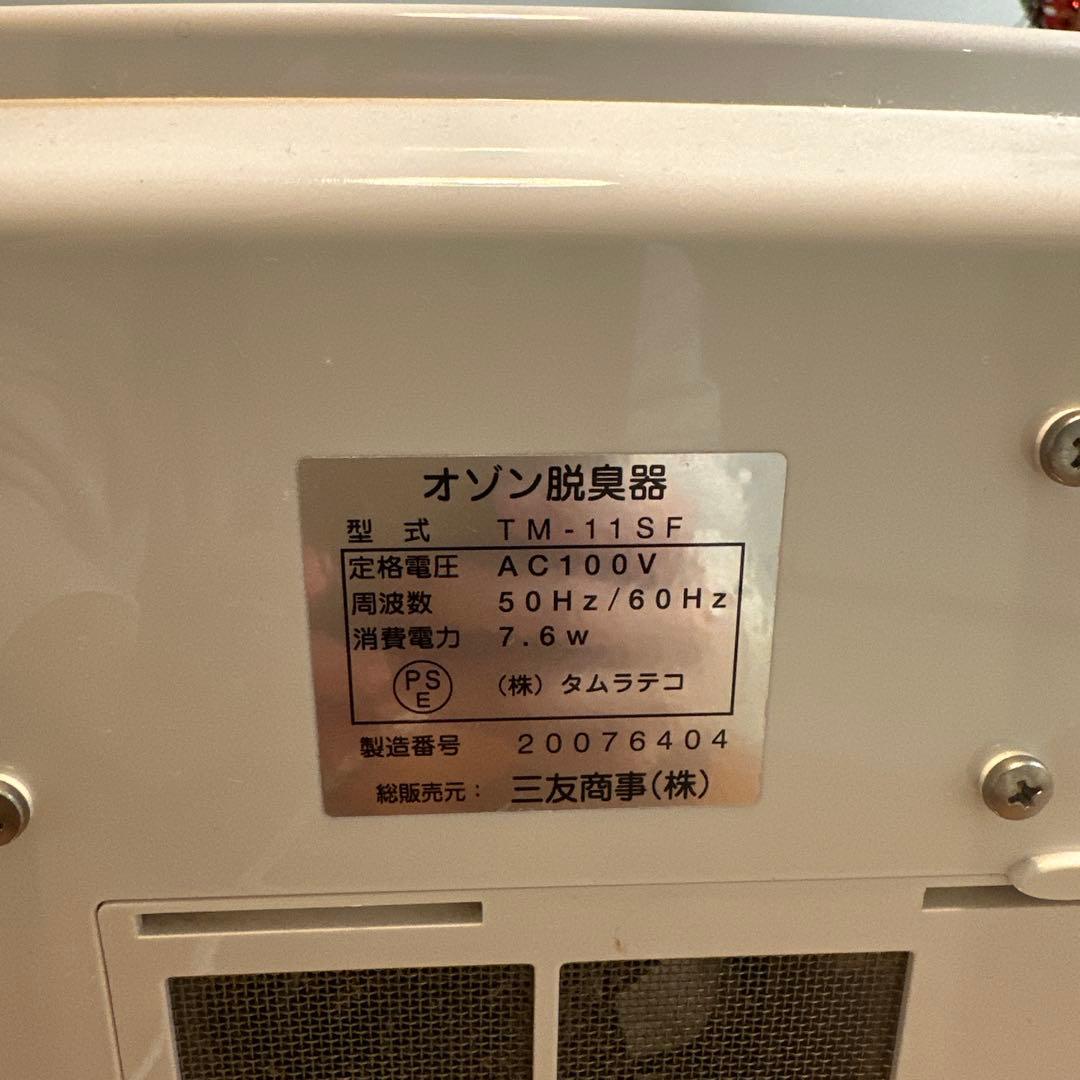 オゾン脱臭器
型式 TM-11SF
定格電圧 AC100V
周波数 50Hz/60Hz
消費電力 7.6w
PSE (株)タムラテコ
製造番号 20076404
総販売元: 三友商事(株)